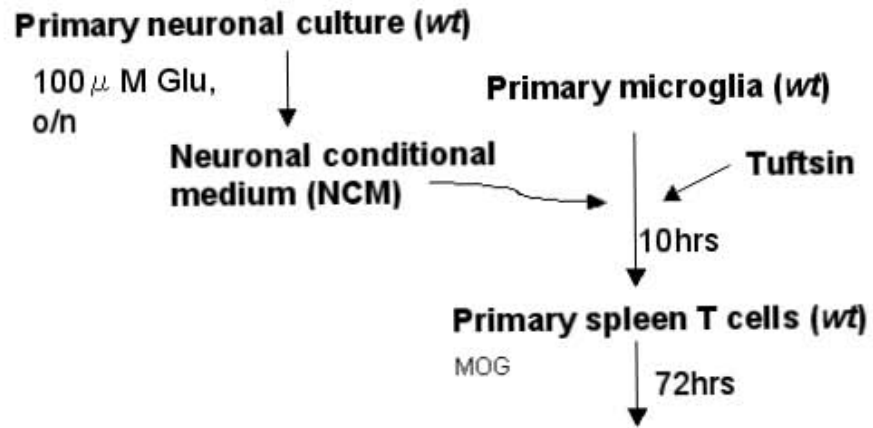 Primary neuronal culture (wt)
100 μ M Glu,
o/n
Primary microglia (wt)
Neuronal conditional
medium (NCM)
Tuftsin
10hrs
Primary spleen T cells (wt)
MOG
72hrs